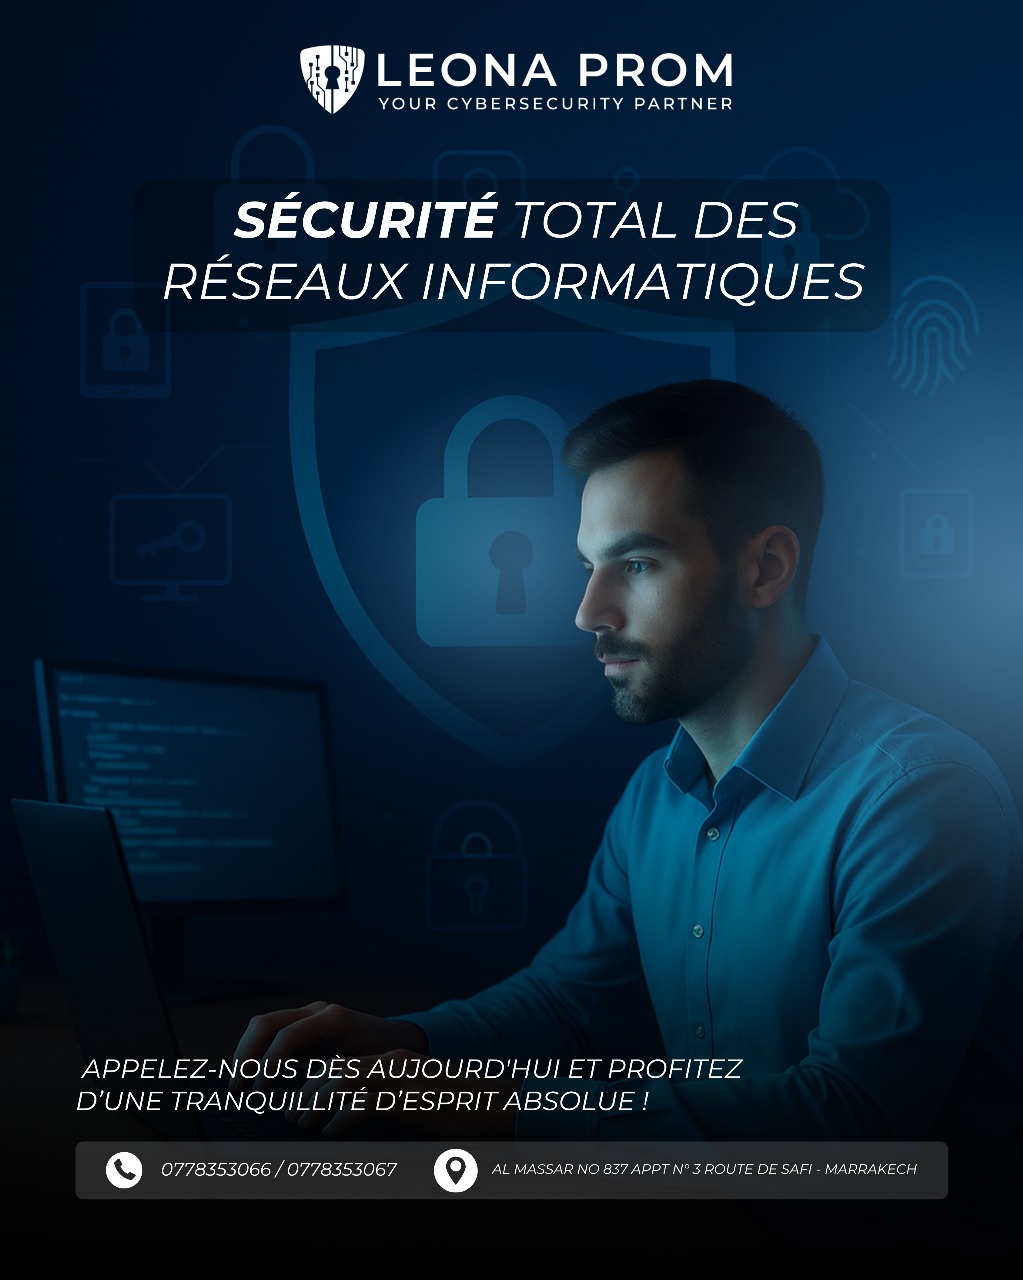 LEONA PROM
YOUR CYBERSECURITY PARTNER
SÉCURITÉ TOTAL DES
RÉSEAUX INFORMATIQUES
APPELEZ-NOUS DÈS AUJOURD'HUI ET PROFITEZ
D’UNE TRANQUILLITÉ D’ESPRIT ABSOLUE !
0778353066 / 0778353067
AL MASSAR NO 837 APPT N° 3 ROUTE DE SAFI - MARRAKECH